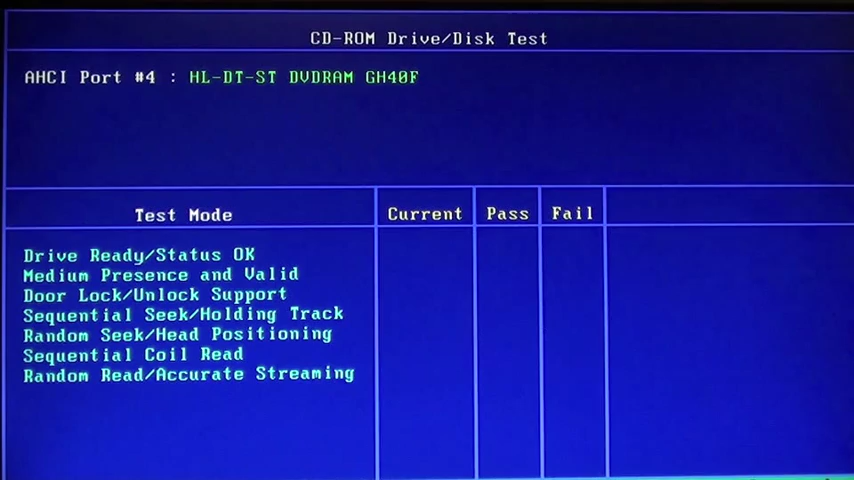 CD-ROM Drive/Disk Test
AHCI Port #4 : HL-DT-ST DVDRAM GH40F
Test Mode Current Pass Fail
Drive Ready/Status OK
Medium Presence and Valid
Door Lock/Unlock Support
Sequential Seek/Holding Track
Random Seek/Head Positioning
Sequential Coil Read
Random Read/Accurate Streaming